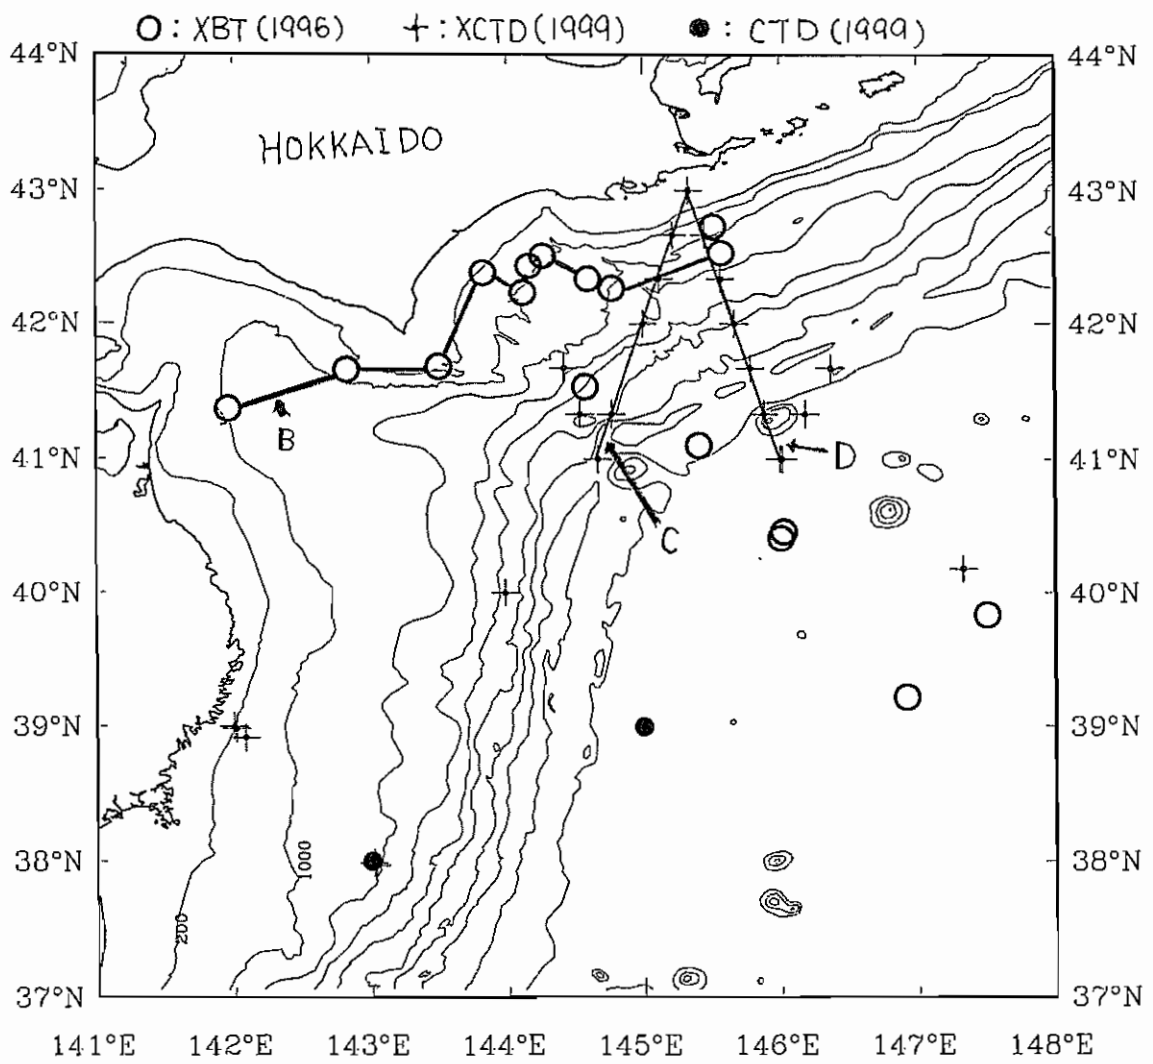 O : XBT (1996) + : XCTD (1999) ● : CTD (1999)
44°N 44°N
HOKKAIDO
43°N 43°N
42°N 42°N
B
41°N D 41°N
C
40°N 40°N
39°N 39°N
1000
38°N 38°N
200
37°N 37°N
141°E 142°E 143°E 144°E 145°E 146°E 147°E 148°E